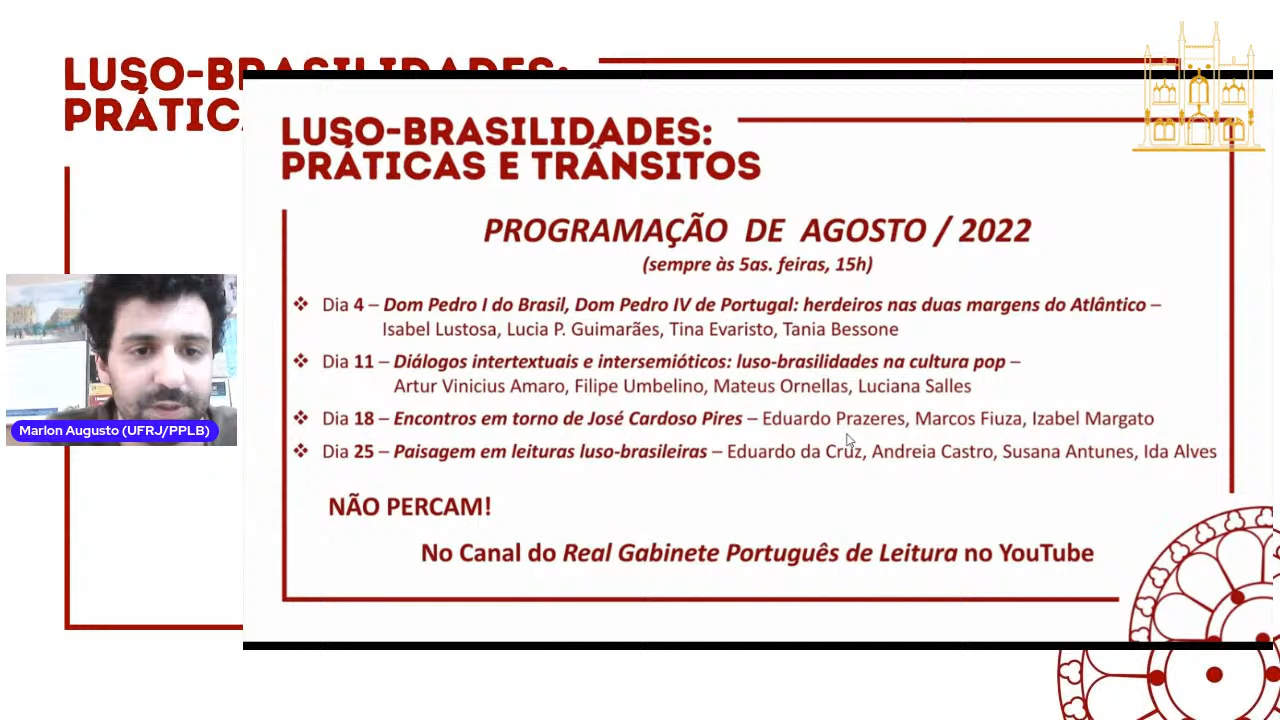 LUSO-BRASILIDADES:
PRÁTIC
LUSO-BRASILIDADES:
PRÁTICAS E TRÂNSITOS
PROGRAMAÇÃO DE AGOSTO / 2022
(sempre às 5as. feiras, 15h)
❖ Dia 4 – Dom Pedro I do Brasil, Dom Pedro IV de Portugal: herdeiros nas duas margens do Atlântico –
Isabel Lustosa, Lucia P. Guimarães, Tina Evaristo, Tania Bessone
❖ Dia 11 – Diálogos intertextuais e intersemióticos: luso-brasilidades na cultura pop –
Artur Vinicius Amaro, Filipe Umbelino, Mateus Ornellas, Luciana Salles
❖ Dia 18 – Encontros em torno de José Cardoso Pires – Eduardo Prazeres, Marcos Fiuza, Izabel Margato
❖ Dia 25 – Paisagem em leituras luso-brasileiras – Eduardo da Cruz, Andreia Castro, Susana Antunes, Ida Alves
NÃO PERCAM!
No Canal do Real Gabinete Português de Leitura no YouTube
Marlon Augusto (UFRJ/PPLB)